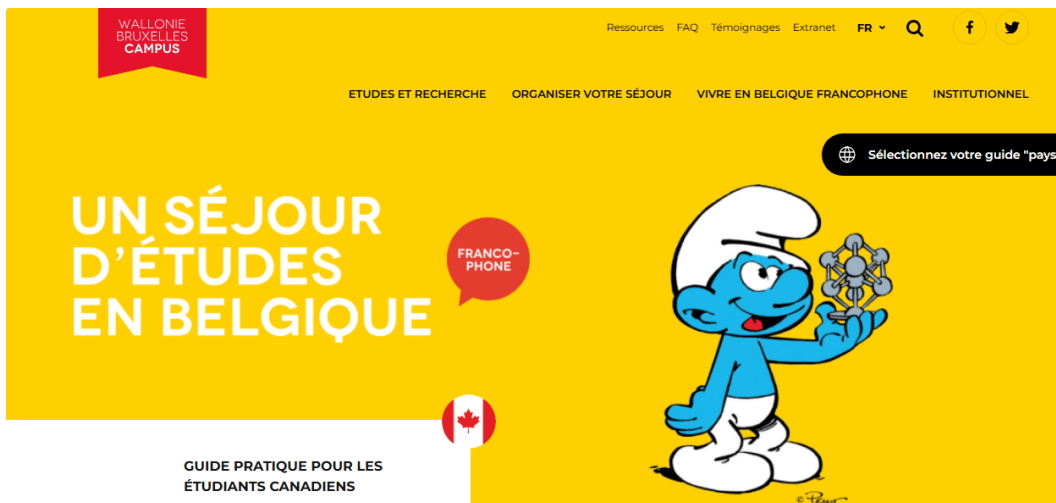 WALLONIE
BRUXELLES
CAMPUS
Ressources FAQ Témoignages Extranet FR
ETUDES ET RECHERCHE ORGANISER VOTRE SÉJOUR VIVRE EN BELGIQUE FRANCOPHONE INSTITUTIONNEL
Sélectionnez votre guide "pays
UN SÉJOUR
D'ÉTUDES
EN BELGIQUE
FRANCO-
PHONE
GUIDE PRATIQUE POUR LES
ÉTUDIANTS CANADIENS
© Peyo